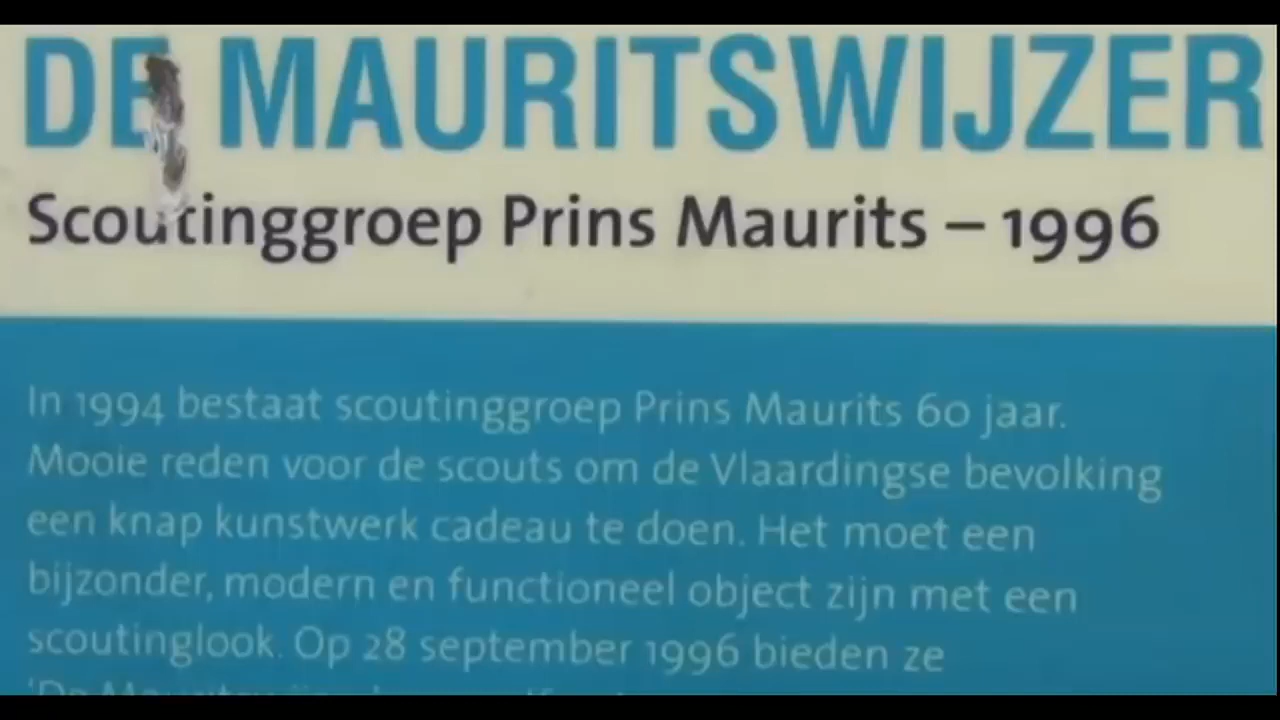 DE MAURITSWIJZER
Scoutinggroep Prins Maurits – 1996
In 1994 bestaat scoutinggroep Prins Maurits 60 jaar.
Mooie reden voor de scouts om de Vlaardingse bevolking
een knap kunstwerk cadeau te doen. Het moet een
bijzonder, modern en functioneel object zijn met een
scoutinglook. Op 28 september 1996 bieden ze